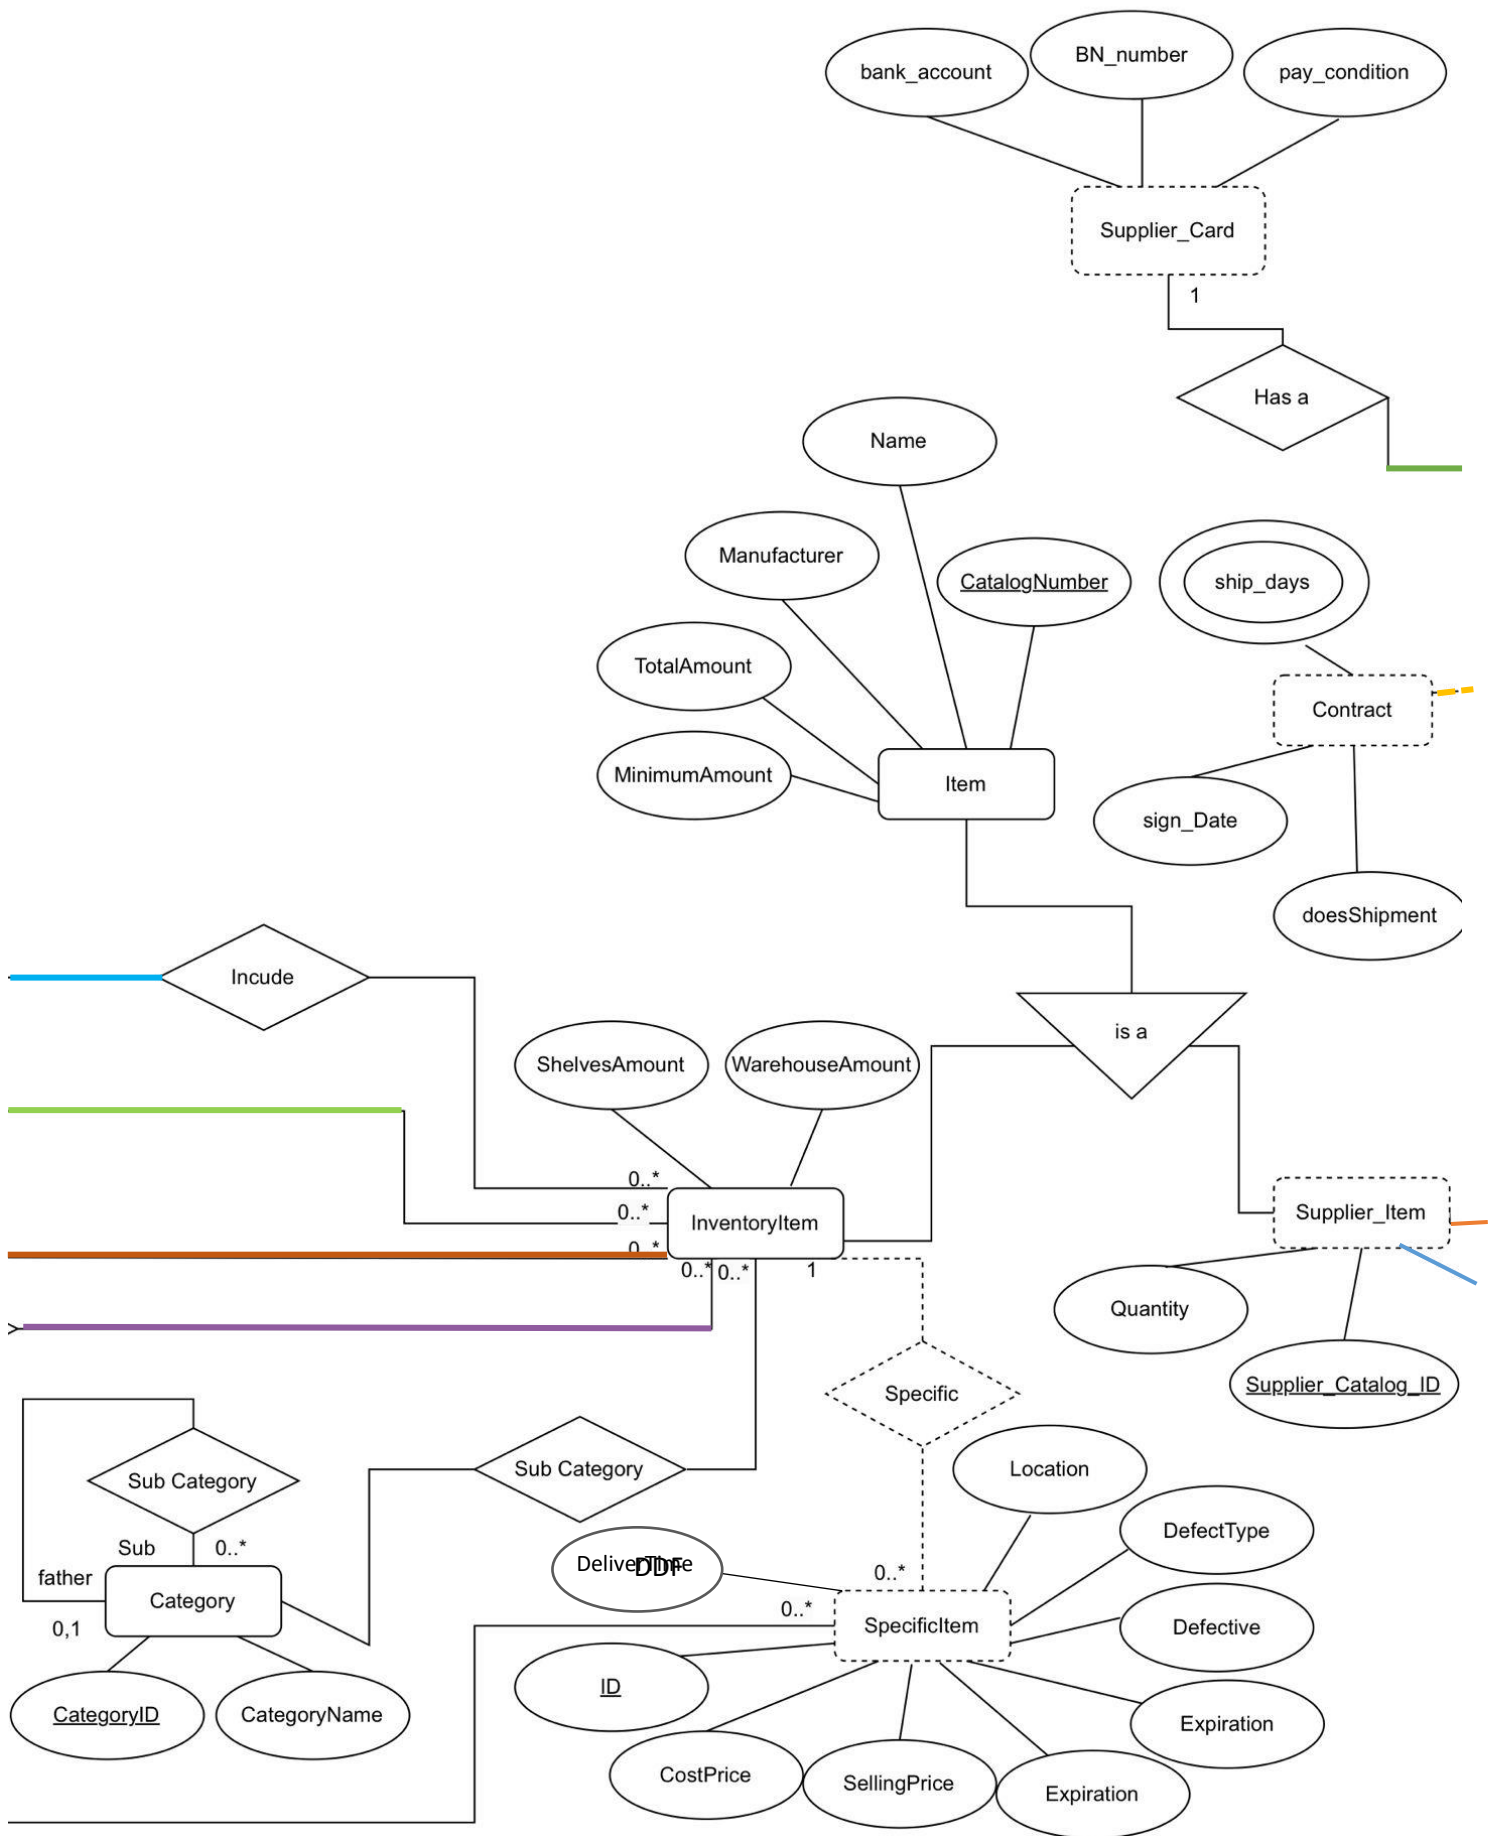 bank_account
BN_number
pay_condition
Supplier_Card
1
Has a
Name
Manufacturer
CatalogNumber
ship_days
TotalAmount
Contract
MinimumAmount
Item
sign_Date
doesShipment
Incude
is a
ShelvesAmount
WarehouseAmount
0..*
0..*
InventoryItem
Supplier_Item
0..*
0..*
0..*
1
Quantity
Specific
Supplier_Catalog_ID
Sub Category
Sub Category
Location
DefectType
Sub
0..*
DeliverTime
DDF
0..*
father
Category
0..*
SpecificItem
Defective
0,1
ID
CategoryID
CategoryName
Expiration
CostPrice
SellingPrice
Expiration